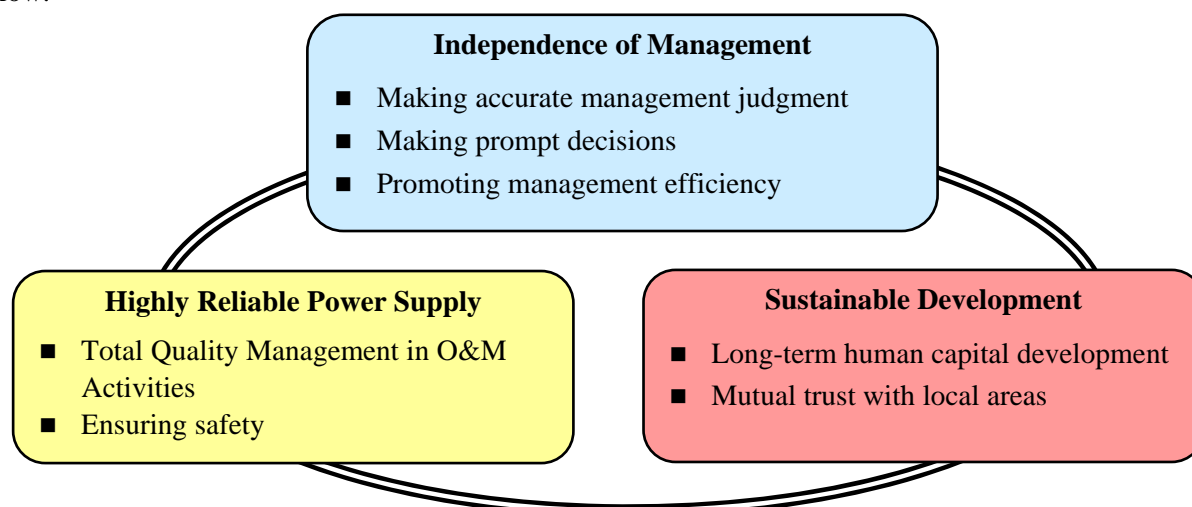 Independence of Management
■ Making accurate management judgment
■ Making prompt decisions
■ Promoting management efficiency
Highly Reliable Power Supply
■ Total Quality Management in O&M
Activities
■ Ensuring safety
Sustainable Development
■ Long-term human capital development
■ Mutual trust with local areas